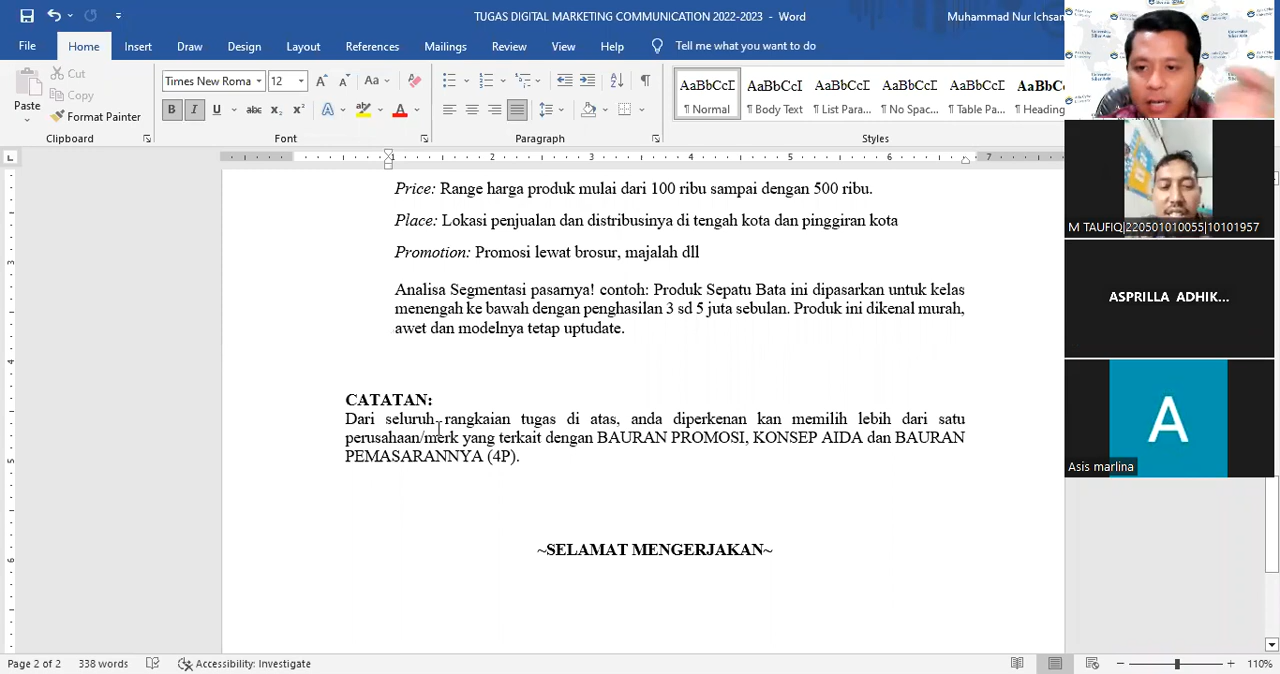 TUGAS DIGITAL MARKETING COMMUNICATION 2022-2023 - Word
Muhammad Nur Ichsan
File Home Insert Draw Design Layout References Mailings Review View Help Tell me what you want to do
Paste
Cut
Copy
Format Painter
Times New Roma 12
Clipboard Font Paragraph Styles
AaBbCcI AaBbCcI AaBbCcI AaBbCcI AaBbCcI AaBbC
¶ Normal ¶ Body Text ¶ List Para... ¶ No Spac... ¶ Table Pa... ¶ Heading
1 2 3 4 5 6 7
Price: Range harga produk mulai dari 100 ribu sampai dengan 500 ribu.
Place: Lokasi penjualan dan distribusinya di tengah kota dan pinggiran kota
Promotion: Promosi lewat brosur, majalah dll
Analisa Segmentasi pasarnya! contoh: Produk Sepatu Bata ini dipasarkan untuk kelas
menengah ke bawah dengan penghasilan 3 sd 5 juta sebulan. Produk ini dikenal murah,
awet dan modelnya tetap uptudate.
CATATAN:
Dari seluruh rangkaian tugas di atas, anda diperkenan kan memilih lebih dari satu
perusahaan/merk yang terkait dengan BAURAN PROMOSI, KONSEP AIDA dan BAURAN
PEMASARANNYA (4P).
~SELAMAT MENGERJAKAN~
M TAUFIQ|220501010055|10101957
ASPRILLA ADHIK...
A
Asis marlina
Page 2 of 2 338 words Accessibility: Investigate 110%